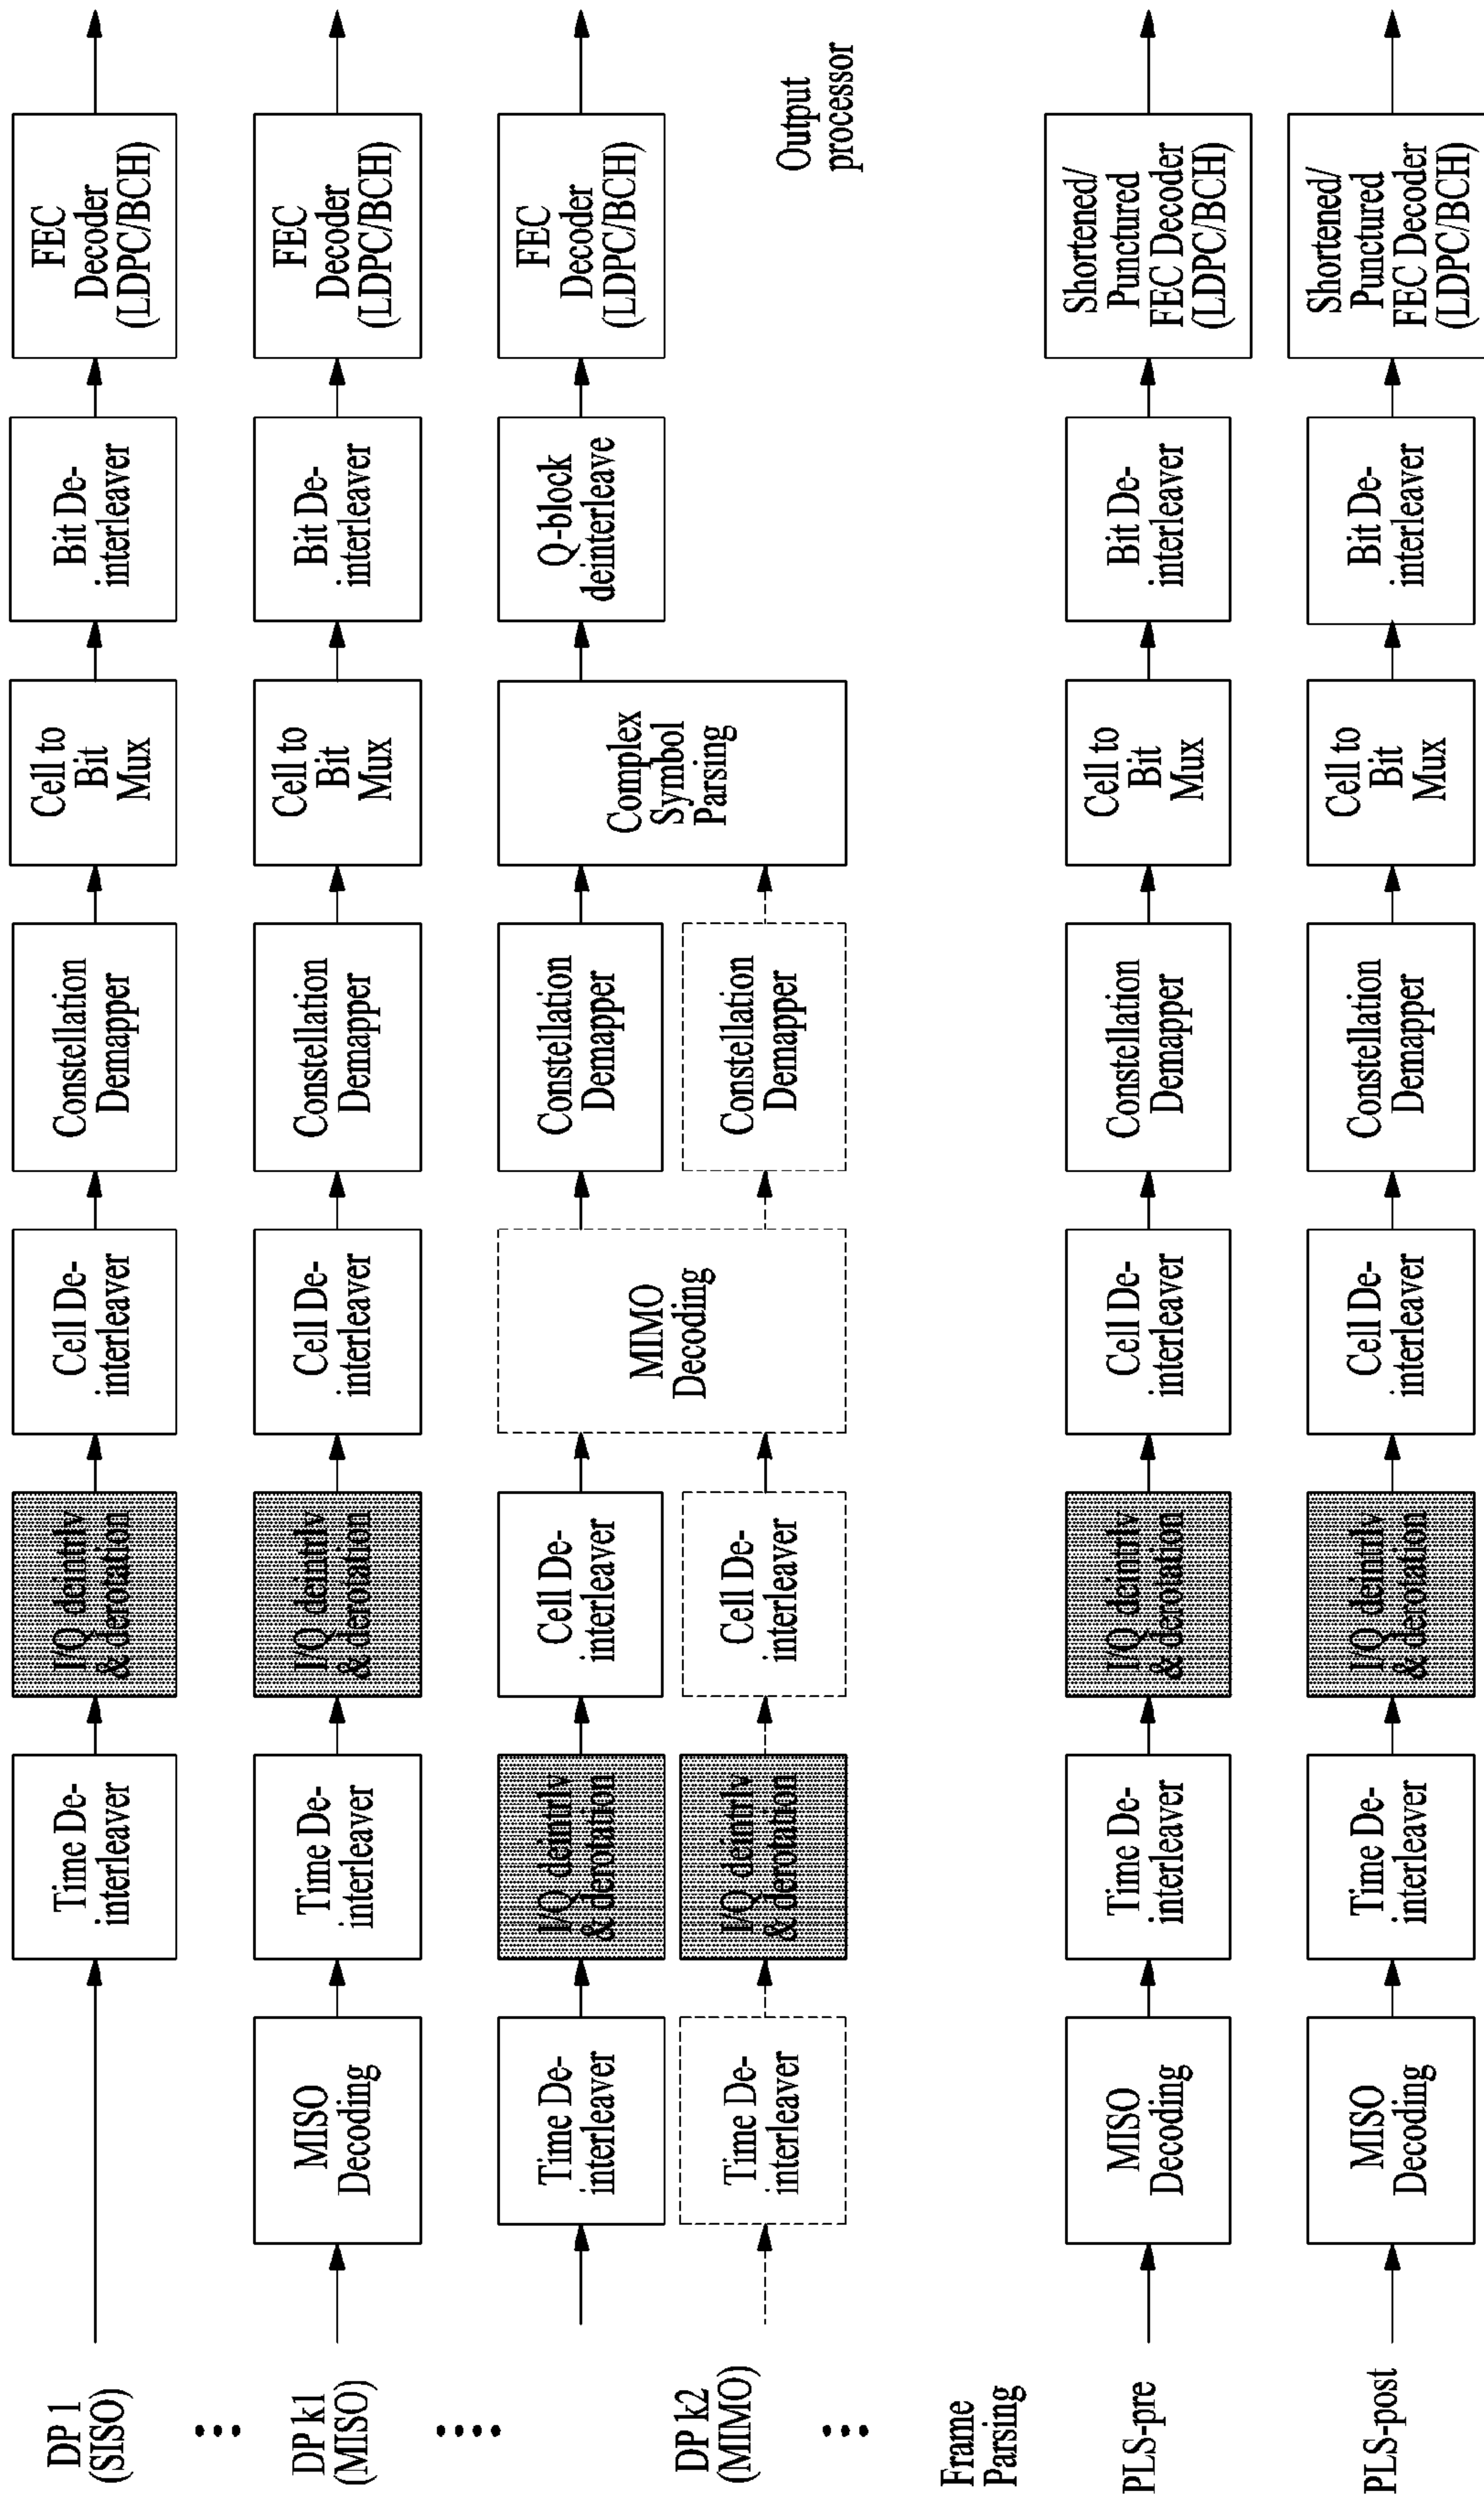 DP 1
(SISO)
Time De-
interleaver
I/Q deintrlv
& derotation
Cell De-
interleaver
Constellation
Demapper
Cell to
Bit
Mux
Bit De-
interleaver
FEC
Decoder
(LDPC/BCH)
DP k1
(MISO)
MISO
Decoding
Time De-
interleaver
I/Q deintrlv
& derotation
Cell De-
interleaver
Constellation
Demapper
Cell to
Bit
Mux
Bit De-
interleaver
FEC
Decoder
(LDPC/BCH)
DP k2
(MIMO)
Time De-
interleaver
I/Q deintrlv
& derotation
Cell De-
interleaver
Time De-
interleaver
I/Q deintrlv
& derotation
Cell De-
interleaver
MIMO
Decoding
Constellation
Demapper
Constellation
Demapper
Complex
Symbol
Parsing
Q-block
deinterleave
FEC
Decoder
(LDPC/BCH)
Frame
Parsing
Output
processor
PLS-pre
MISO
Decoding
Time De-
interleaver
I/Q deintrlv
& derotation
Cell De-
interleaver
Constellation
Demapper
Cell to
Bit
Mux
Bit De-
interleaver
Shortened/
Punctured
FEC Decoder
(LDPC/BCH)
PLS-post
MISO
Decoding
Time De-
interleaver
I/Q deintrlv
& derotation
Cell De-
interleaver
Constellation
Demapper
Cell to
Bit
Mux
Bit De-
interleaver
Shortened/
Punctured
FEC Decoder
(LDPC/BCH)